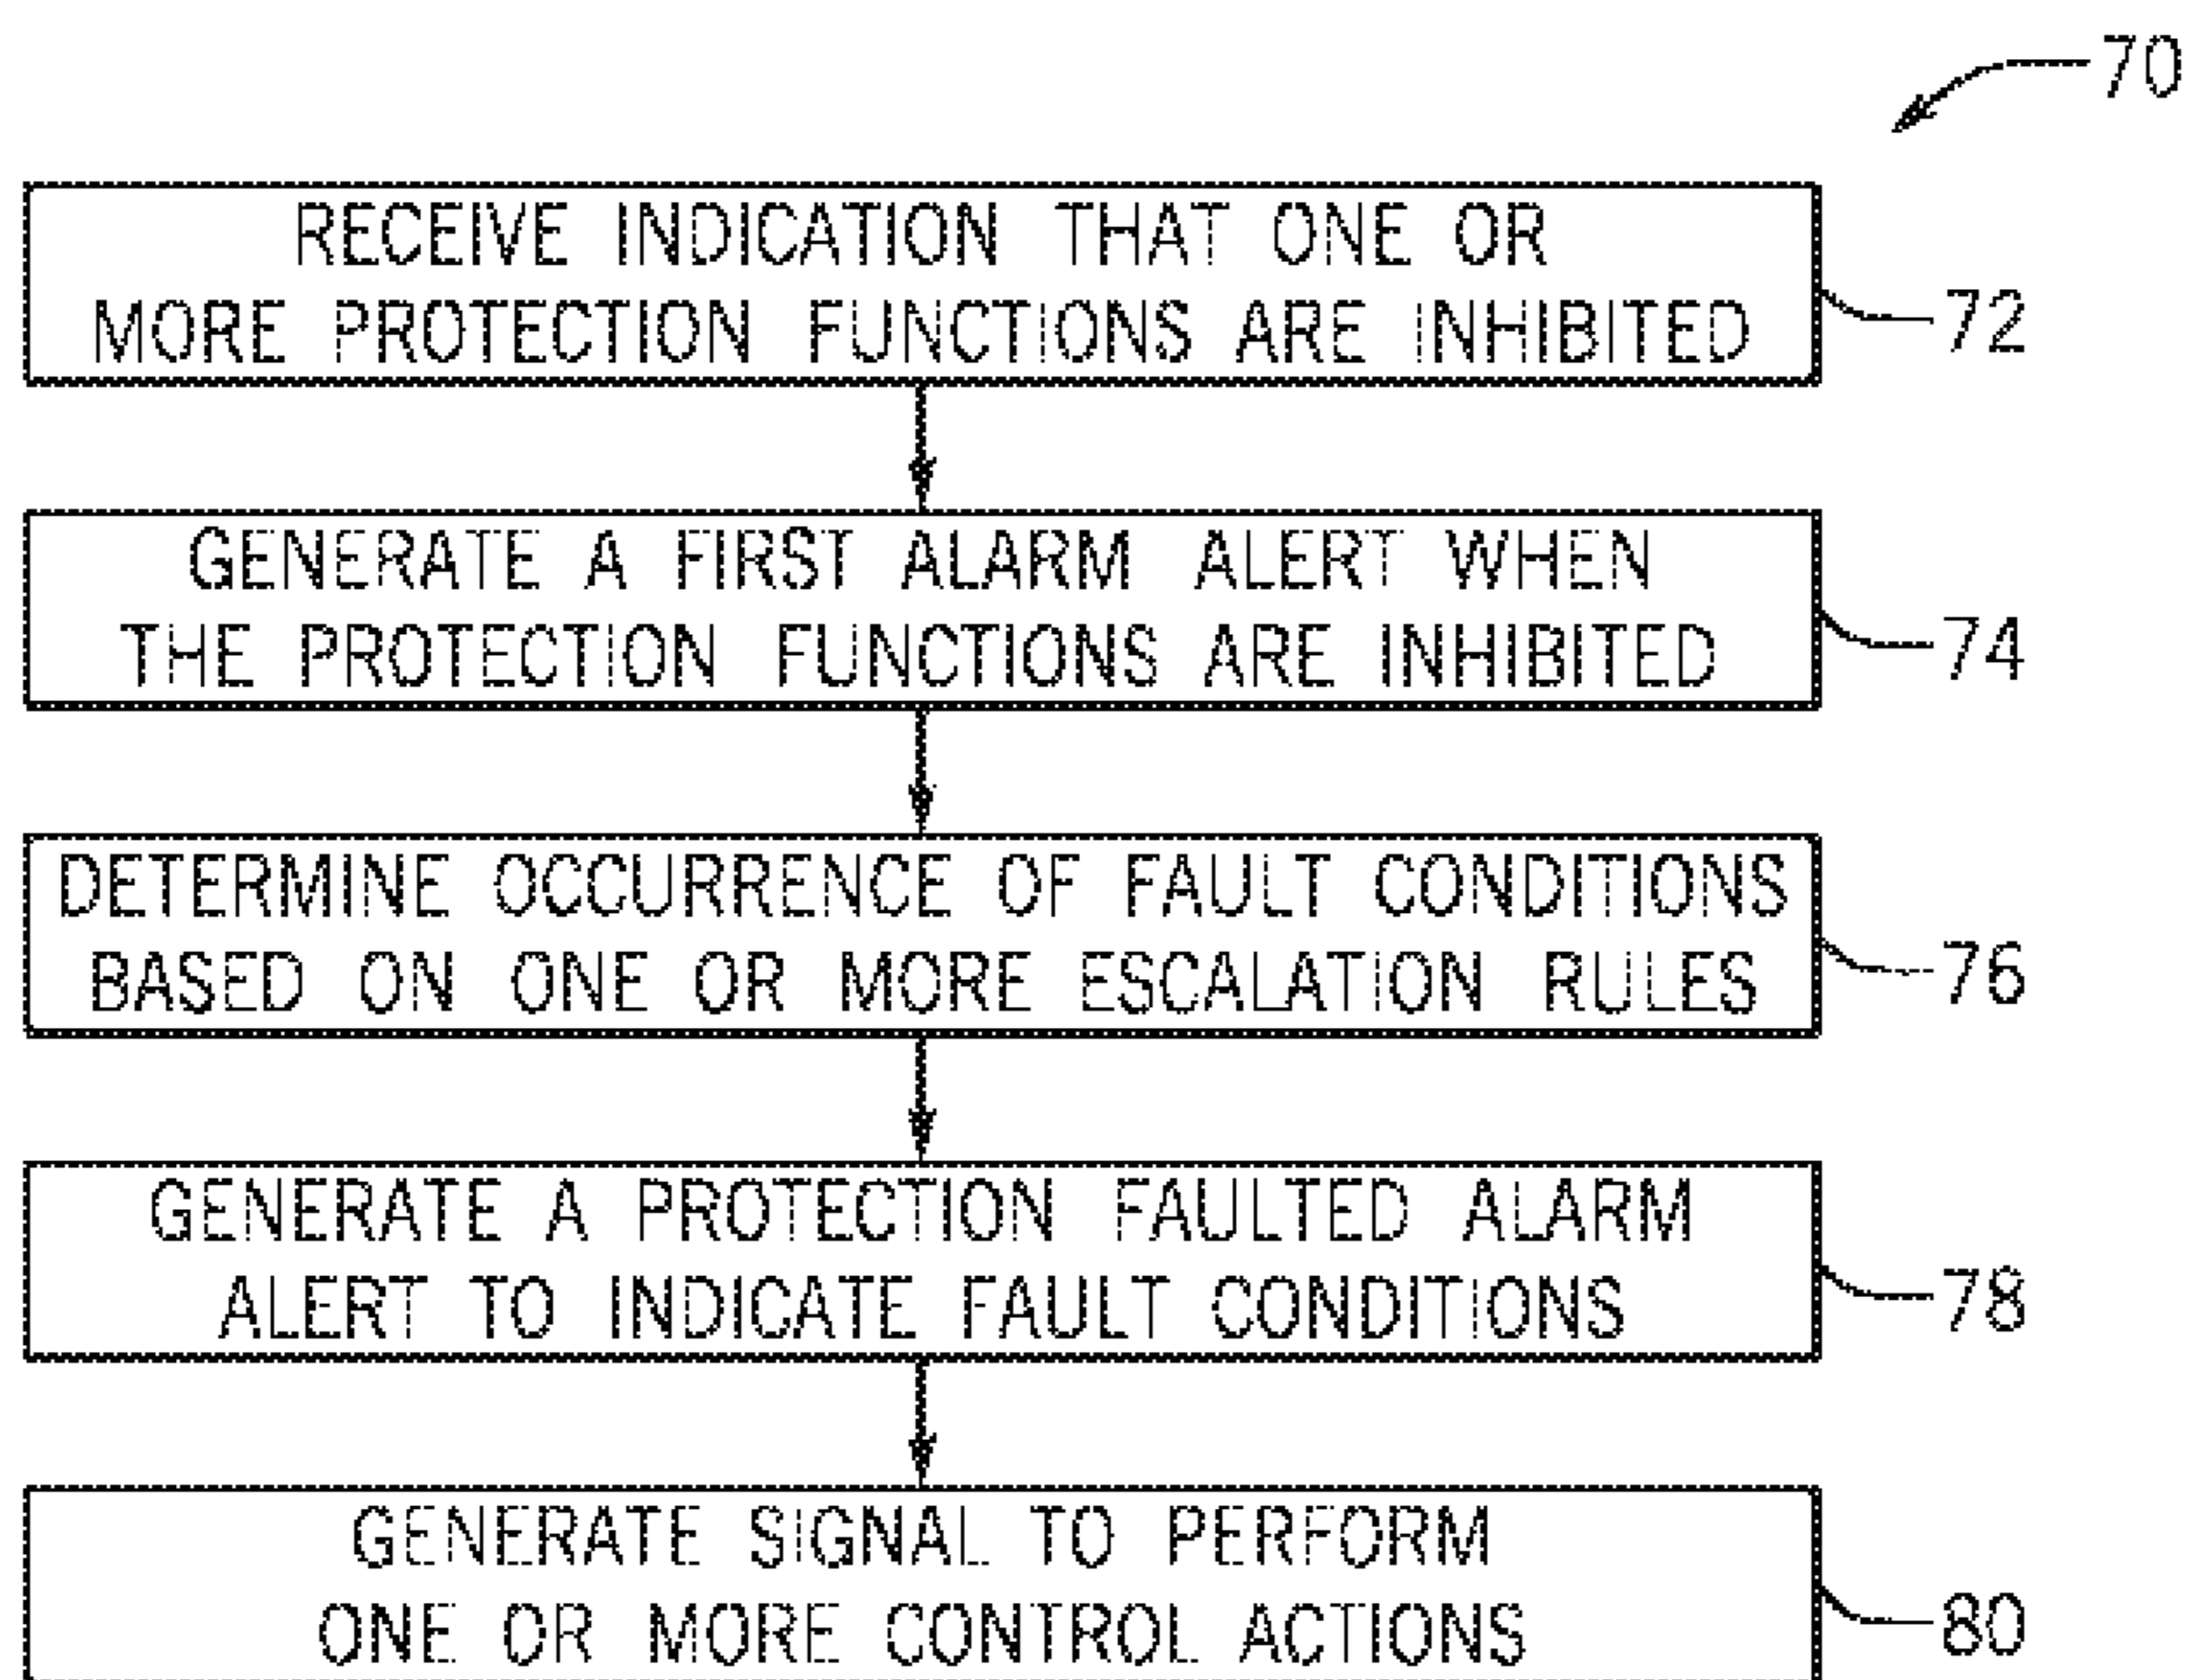 70
RECEIVE INDICATION THAT ONE OR
MORE PROTECTION FUNCTIONS ARE INHIBITED
72
GENERATE A FIRST ALARM ALERT WHEN
THE PROTECTION FUNCTIONS ARE INHIBITED
74
DETERMINE OCCURRENCE OF FAULT CONDITIONS
BASED ON ONE OR MORE ESCALATION RULES
76
GENERATE A PROTECTION FAULTED ALARM
ALERT TO INDICATE FAULT CONDITIONS
78
GENERATE SIGNAL TO PERFORM
ONE OR MORE CONTROL ACTIONS
80